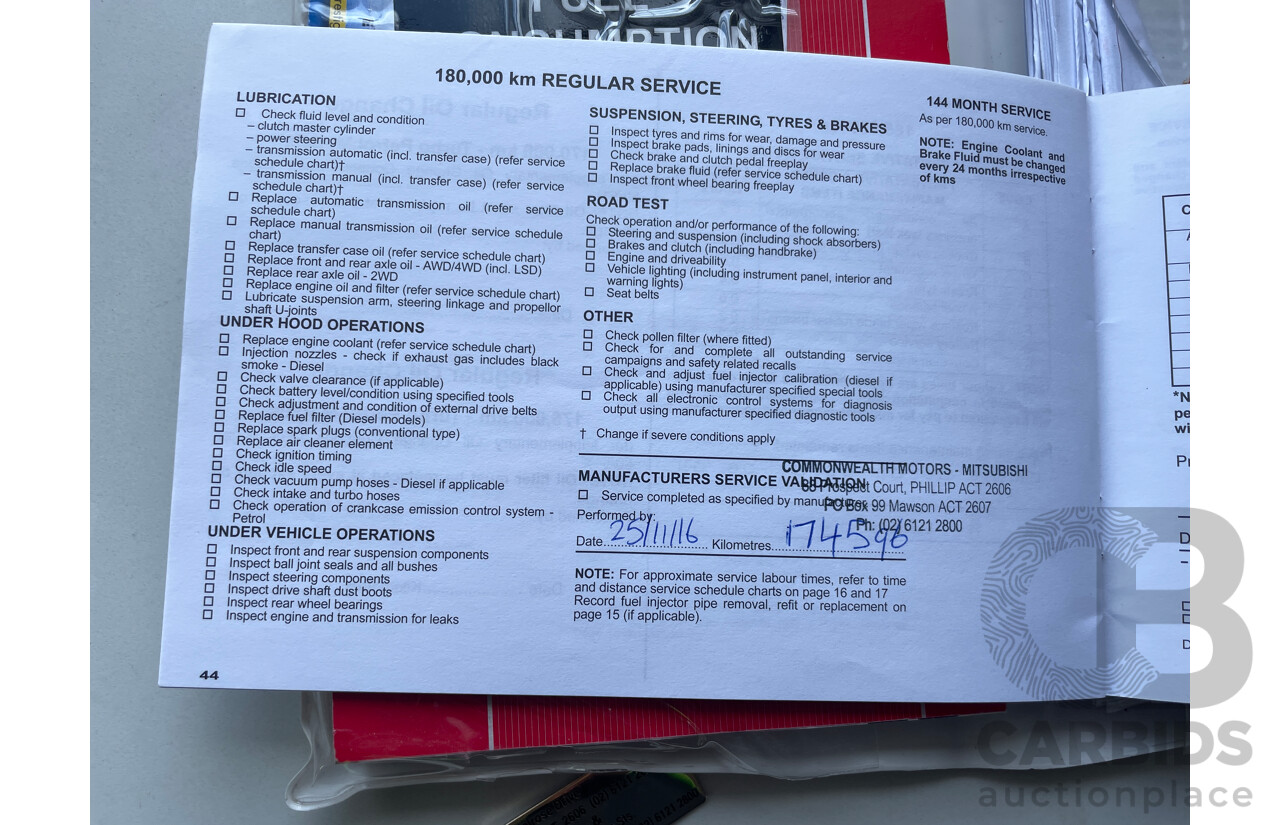 FUEL
CONSUMPTION
180,000 km REGULAR SERVICE
LUBRICATION
Check fluid level and condition
– clutch master cylinder
– power steering
– transmission automatic (incl. transfer case) (refer service
schedule chart)†
– transmission manual (incl. transfer case) (refer service
schedule chart)†
Replace automatic transmission oil (refer service
schedule chart)
Replace manual transmission oil (refer service schedule
chart)
Replace transfer case oil (refer service schedule chart)
Replace front and rear axle oil - AWD/4WD (incl. LSD)
Replace rear axle oil - 2WD
Replace engine oil and filter (refer service schedule chart)
Lubricate suspension arm, steering linkage and propellor
shaft U-joints
UNDER HOOD OPERATIONS
Replace engine coolant (refer service schedule chart)
Injection nozzles - check if exhaust gas includes black
smoke - Diesel
Check valve clearance (if applicable)
Check battery level/condition using specified tools
Check adjustment and condition of external drive belts
Replace fuel filter (Diesel models)
Replace spark plugs (conventional type)
Replace air cleaner element
Check ignition timing
Check idle speed
Check vacuum pump hoses - Diesel if applicable
Check intake and turbo hoses
Check operation of crankcase emission control system -
Petrol
UNDER VEHICLE OPERATIONS
Inspect front and rear suspension components
Inspect ball joint seals and all bushes
Inspect steering components
Inspect drive shaft dust boots
Inspect rear wheel bearings
Inspect engine and transmission for leaks
44
SUSPENSION, STEERING, TYRES & BRAKES
Inspect tyres and rims for wear, damage and pressure
Inspect brake pads, linings and discs for wear
Check brake and clutch pedal freeplay
Replace brake fluid (refer service schedule chart)
Inspect front wheel bearing freeplay
ROAD TEST
Check operation and/or performance of the following:
Steering and suspension (including shock absorbers)
Brakes and clutch (including handbrake)
Engine and driveability
Vehicle lighting (including instrument panel, interior and
warning lights)
Seat belts
OTHER
Check pollen filter (where fitted)
Check for and complete all outstanding service
campaigns and safety related recalls
Check and adjust fuel injector calibration (diesel if
applicable) using manufacturer specified special tools
Check all electronic control systems for diagnosis
output using manufacturer specified diagnostic tools
† Change if severe conditions apply
MANUFACTURERS SERVICE VALIDATION
Service completed as specified by manufacturer
Performed by:
Date 25/11/16 Kilometres 174596
COMMONWEALTH MOTORS - MITSUBISHI
Prospect Court, PHILLIP ACT 2606
PO Box 99 Mawson ACT 2607
Ph: (02) 6121 2800
NOTE: For approximate service labour times, refer to time
and distance service schedule charts on page 16 and 17
Record fuel injector pipe removal, refit or replacement on
page 15 (if applicable).
144 MONTH SERVICE
As per 180,000 km service.
NOTE: Engine Coolant and
Brake Fluid must be changed
every 24 months irrespective
of kms
CB
CARBIDS
auctionplace